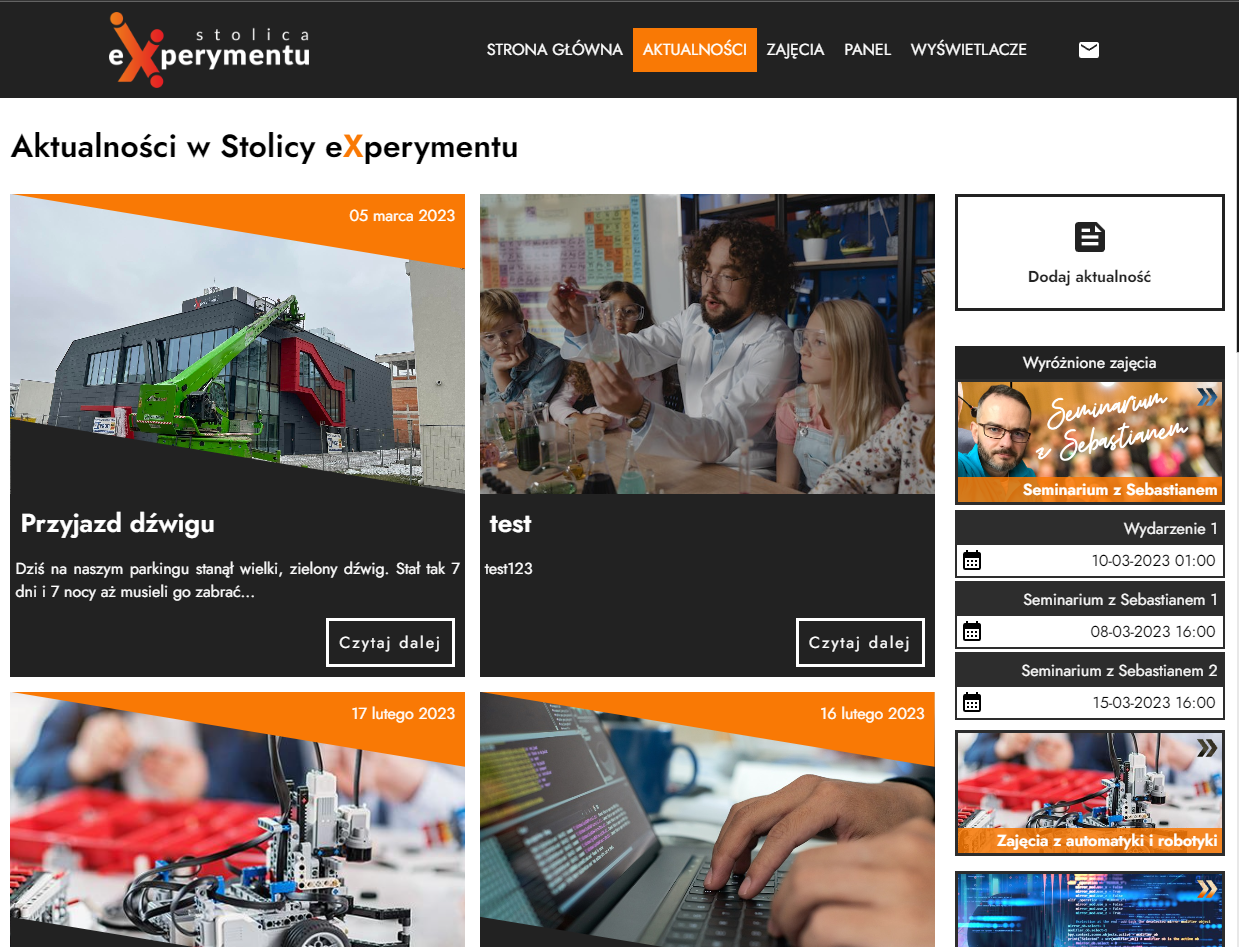 stolica
eXperymentu
STRONA GŁÓWNA
AKTUALNOŚCI
ZAJĘCIA
PANEL
WYŚWIETLACZE
Aktualności w Stolicy eXperymentu
05 marca 2023
Przyjazd dźwigu
Dziś na naszym parkingu stanął wielki, zielony dźwig. Stał tak 7
dni i 7 nocy aż musieli go zabrać...
Czytaj dalej
test
test123
Czytaj dalej
17 lutego 2023
16 lutego 2023
Dodaj aktualność
Wyróżnione zajęcia
Seminarium
z Sebastianem
Seminarium z Sebastianem
Wydarzenie 1
10-03-2023 01:00
Seminarium z Sebastianem 1
08-03-2023 16:00
Seminarium z Sebastianem 2
15-03-2023 16:00
Zajęcia z automatyki i robotyki